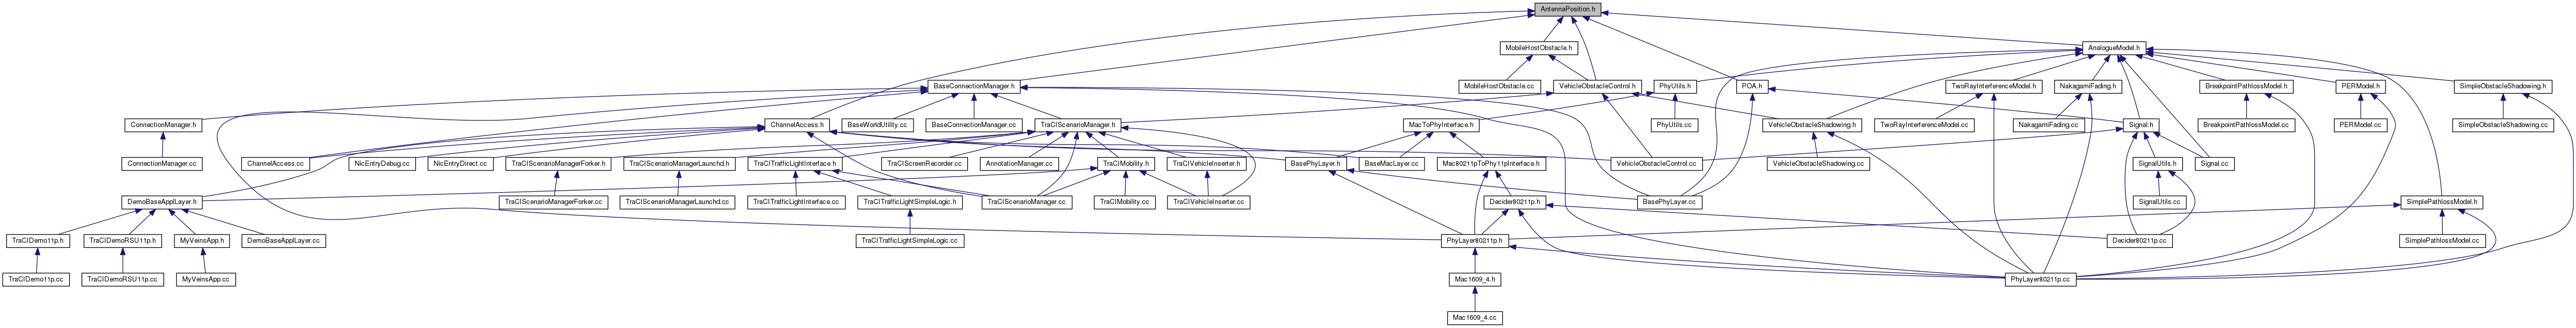 AntennaPosition.h
MobileHostObstacle.h
AnalogueModel.h
BaseConnectionManager.h
MobileHostObstacle.cc
VehicleObstacleControl.h
PhyUtils.h
POA.h
TwoRayInterferenceModel.h
NakagamiFading.h
BreakpointPathlossModel.h
PERModel.h
SimpleObstacleShadowing.h
ConnectionManager.h
ChannelAccess.h
BaseWorldUtility.cc
BaseConnectionManager.cc
TraCIScenarioManager.h
MacToPhyInterface.h
PhyUtils.cc
VehicleObstacleShadowing.h
TwoRayInterferenceModel.cc
NakagamiFading.cc
Signal.h
BreakpointPathlossModel.cc
PERModel.cc
SimpleObstacleShadowing.cc
ConnectionManager.cc
ChannelAccess.cc
NicEntryDebug.cc
NicEntryDirect.cc
TraCIScenarioManagerForker.h
TraCIScenarioManagerLaunchd.h
TraCITrafficLightInterface.h
TraCIScreenRecorder.cc
AnnotationManager.cc
TraCIMobility.h
TraCIVehicleInserter.h
BasePhyLayer.h
BaseMacLayer.cc
Mac80211pToPhy11pInterface.h
VehicleObstacleControl.cc
VehicleObstacleShadowing.cc
SignalUtils.h
Signal.cc
DemoBaseApplLayer.h
TraCIScenarioManagerForker.cc
TraCIScenarioManagerLaunchd.cc
TraCITrafficLightInterface.cc
TraCITrafficLightSimpleLogic.h
TraCIScenarioManager.cc
TraCIMobility.cc
TraCIVehicleInserter.cc
BasePhyLayer.cc
Decider80211p.h
SignalUtils.cc
SimplePathlossModel.h
TraCIDemo11p.h
TraCIDemoRSU11p.h
MyVeinsApp.h
DemoBaseApplLayer.cc
TraCITrafficLightSimpleLogic.cc
PhyLayer80211p.h
Decider80211p.cc
SimplePathlossModel.cc
TraCIDemo11p.cc
TraCIDemoRSU11p.cc
MyVeinsApp.cc
Mac1609_4.h
PhyLayer80211p.cc
Mac1609_4.cc